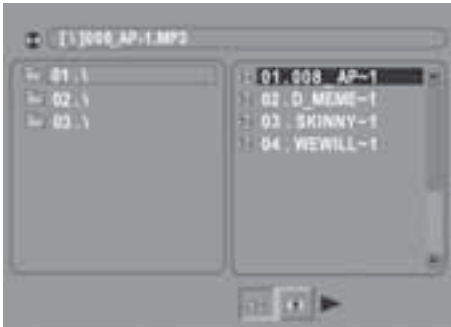 [\]008_AP-1.MP3
01.\
02.\
03.\
01.008_AP~1
02.D_MEME~1
03.SKINNY~1
04.WEWILL~1